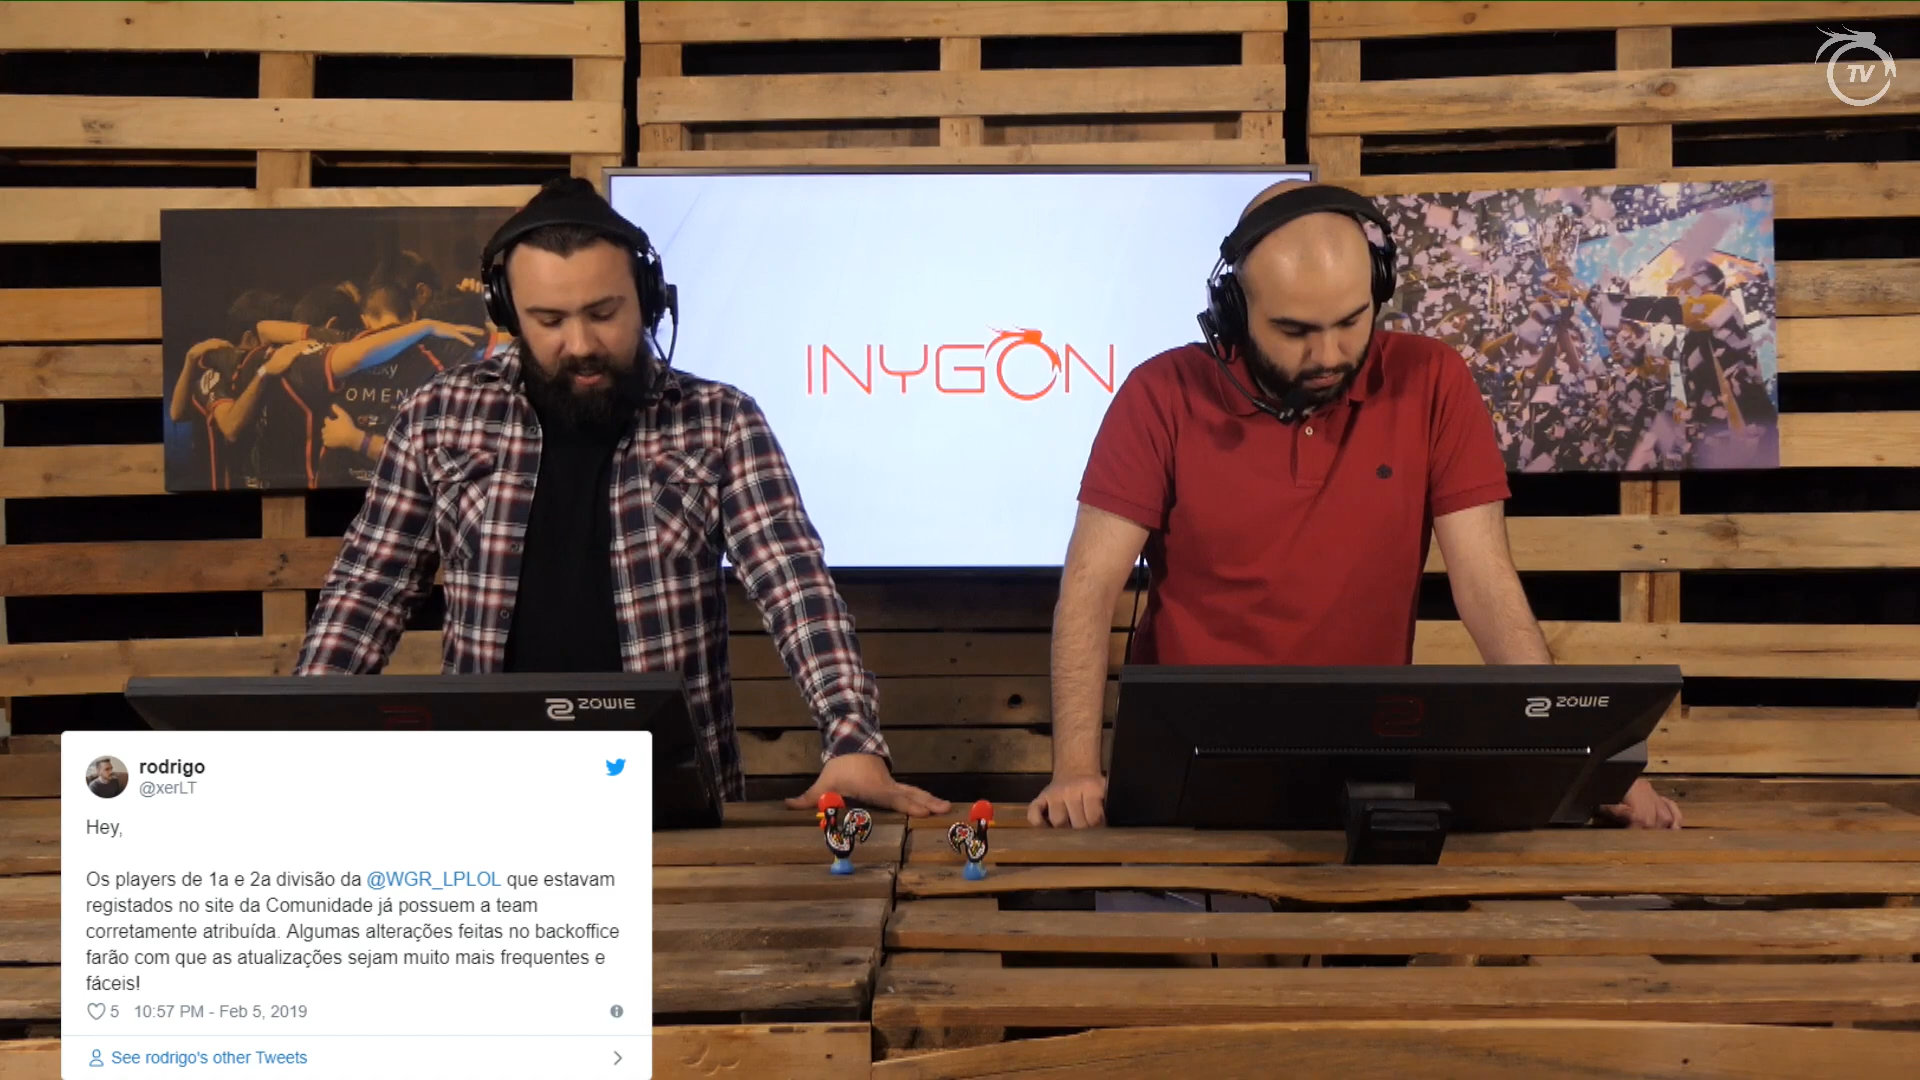 TV
INYGON
OMEN
ZOWIE
ZOWIE
rodrigo
@xerLT
Hey,
Os players de 1a e 2a divisão da @WGR_LPLOL que estavam
registados no site da Comunidade já possuem a team
corretamente atribuída. Algumas alterações feitas no backoffice
farão com que as atualizações sejam muito mais frequentes e
fáceis!
5 10:57 PM - Feb 5, 2019
See rodrigo's other Tweets